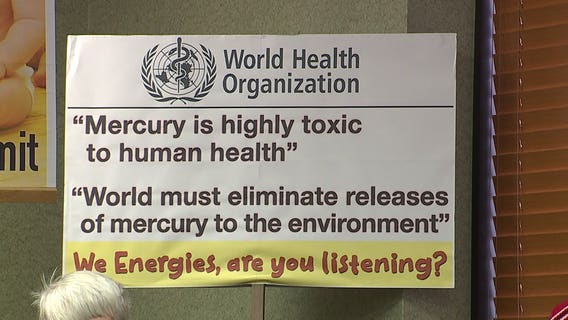 World Health
Organization
“Mercury is highly toxic
to human health”
“World must eliminate releases
of mercury to the environment”
We Energies, are you listening?
mit